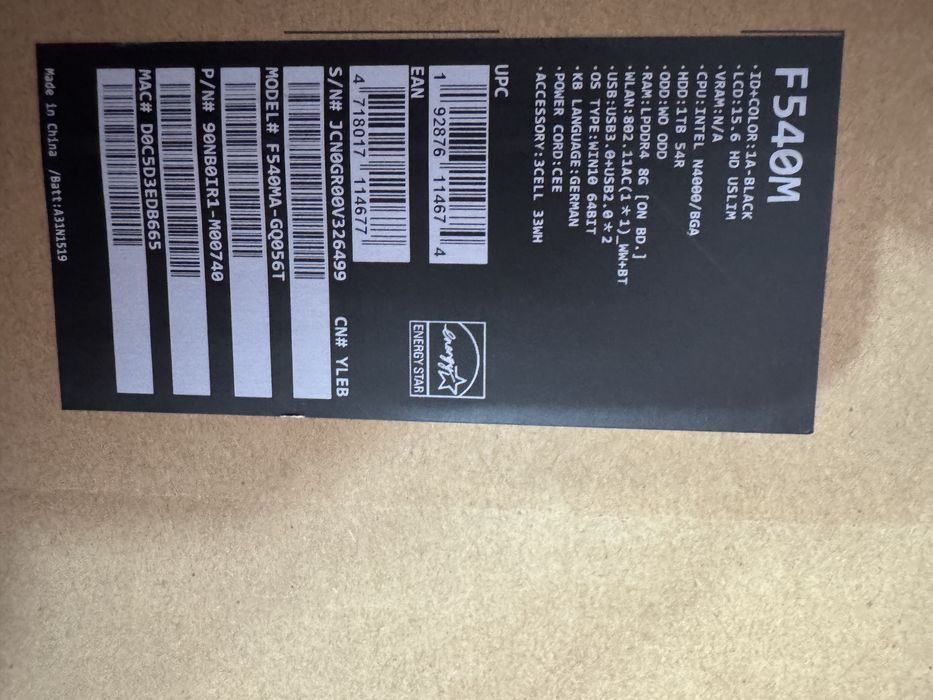 F540M
·ID+COLOR:1A-BLACK
·LCD:15.6 HD USLIM
·VRAM:N/A
·CPU:INTEL N4000/BGA
·HDD:1TB 54R
·ODD:WO ODD
·RAM:LPDDR4 8G [ON BD.]
·WLAN:802.11AC(1*1)_WW+BT
·USB:USB3.0+USB2.0*2
·OS TYPE:WIN10 64BIT
·KB LANGUAGE:GERMAN
·POWER CORD:CEE
·ACCESSORY:3CELL 33WH
UPC
1 92876 11467 4
EAN
4 718017 114677
energy
ENERGY STAR
S/N# JCN0GR00V326499 CN# YLEB
MODEL# F540MA-GQ056T
P/N# 90NB0IR1-M00740
MAC# D0C5D3EDB665
Made in China /Batt:A31N1519